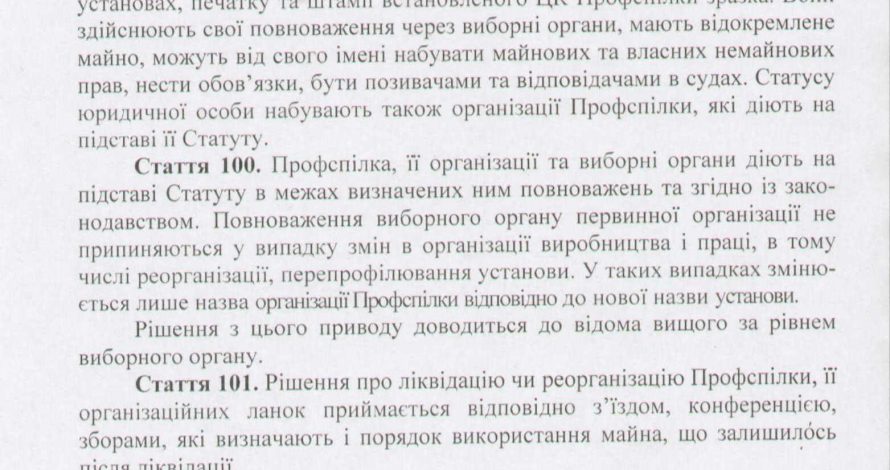 установах, печатку та штамп встановленого ЦК Профспілки зразка. Вони
здійснюють свої повноваження через виборні органи, мають відокремлене
майно, можуть від свого імені набувати майнових та власних немайнових
прав, нести обов’язки, бути позивачами та відповідачами в судах. Статусу
юридичної особи набувають також організації Профспілки, які діють на
підставі її Статуту.
Стаття 100. Профспілка, її організації та виборні органи діють на
підставі Статуту в межах визначених ним повноважень та згідно із зако-
нодавством. Повноваження виборного органу первинної організації не
припиняються у випадку змін в організації виробництва і праці, в тому
числі реорганізації, перепрофілювання установи. У таких випадках зміню-
ється лише назва організації Профспілки відповідно до нової назви установи.
Рішення з цього приводу доводиться до відома вищого за рівнем
виборного органу.
Стаття 101. Рішення про ліквідацію чи реорганізацію Профспілки, її
організаційних ланок приймається відповідно з’їздом, конференцією,
зборами, які визначають і порядок використання майна, що залишилось
після ліквідації.